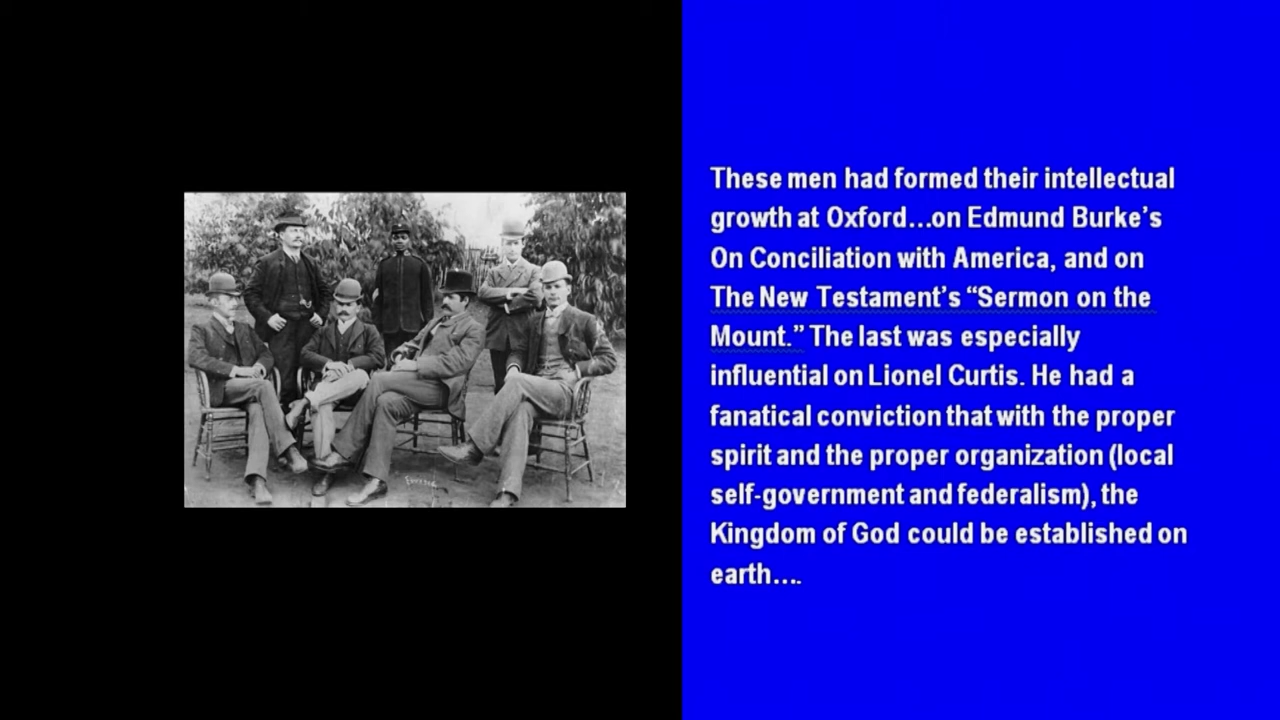 These men had formed their intellectual
growth at Oxford...on Edmund Burke's
On Conciliation with America, and on
The New Testament's “Sermon on the
Mount.” The last was especially
influential on Lionel Curtis. He had a
fanatical conviction that with the proper
spirit and the proper organization (local
self-government and federalism), the
Kingdom of God could be established on
earth....